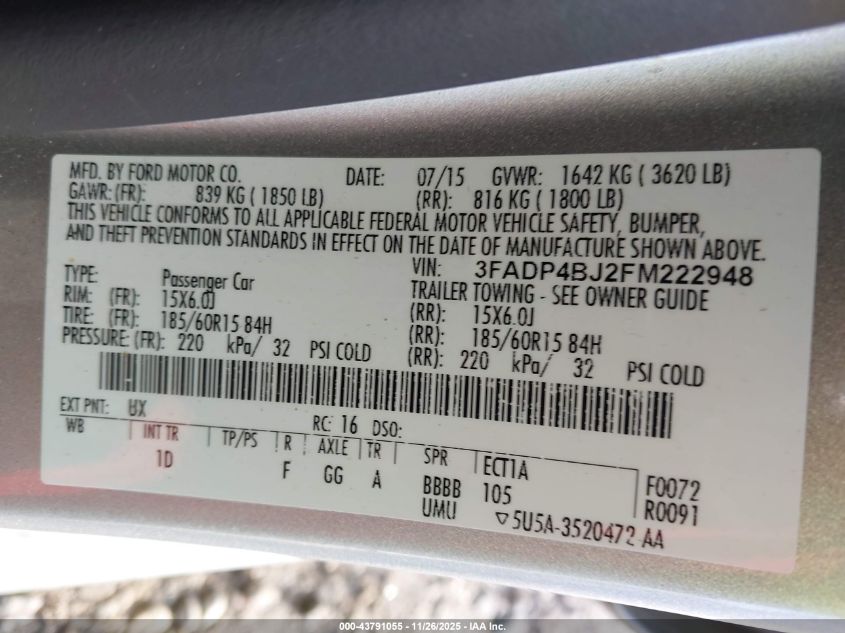 MFD. BY FORD MOTOR CO. DATE: 07/15 GVWR: 1642 KG ( 3620 LB)
GAWR: (FR): 839 KG ( 1850 LB) (RR): 816 KG ( 1800 LB)
THIS VEHICLE CONFORMS TO ALL APPLICABLE FEDERAL MOTOR VEHICLE SAFETY, BUMPER,
AND THEFT PREVENTION STANDARDS IN EFFECT ON THE DATE OF MANUFACTURE SHOWN ABOVE.
VIN: 3FADP4BJ2FM222948
TYPE: Passenger Car TRAILER TOWING - SEE OWNER GUIDE
RIM: (FR): 15X6.0J (RR): 15X6.0J
TIRE: (FR): 185/60R15 84H (RR): 185/60R15 84H
PRESSURE: (FR): 220 kPa/ 32 PSI COLD (RR): 220 kPa/ 32 PSI COLD
EXT PNT: UX RC: 16 DSO:
WB INT TR TP/PS R AXLE TR SPR ECT1A
1D F GG A BBBB 105 F0072
UMU ▽5U5A-3520472-AA R0091
000-43791055 - 11/26/2025 - IAA Inc.